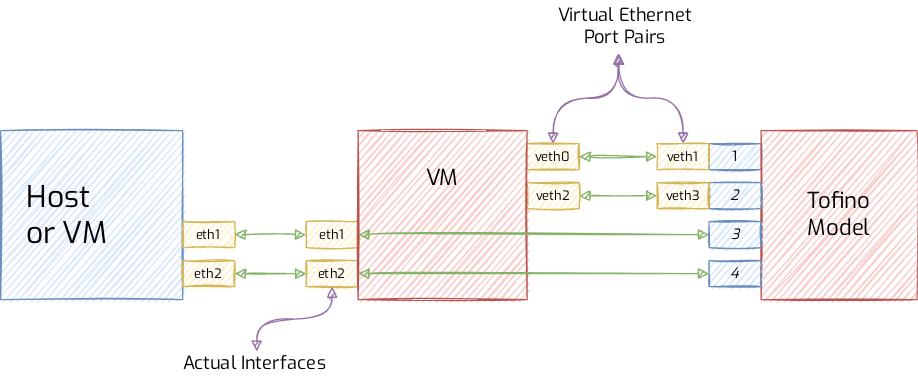 Virtual Ethernet
Port Pairs
Host
or VM
eth1
eth2
eth1
eth2
VM
veth0
veth2
veth1
veth3
1
2
3
4
Tofino
Model
Actual Interfaces